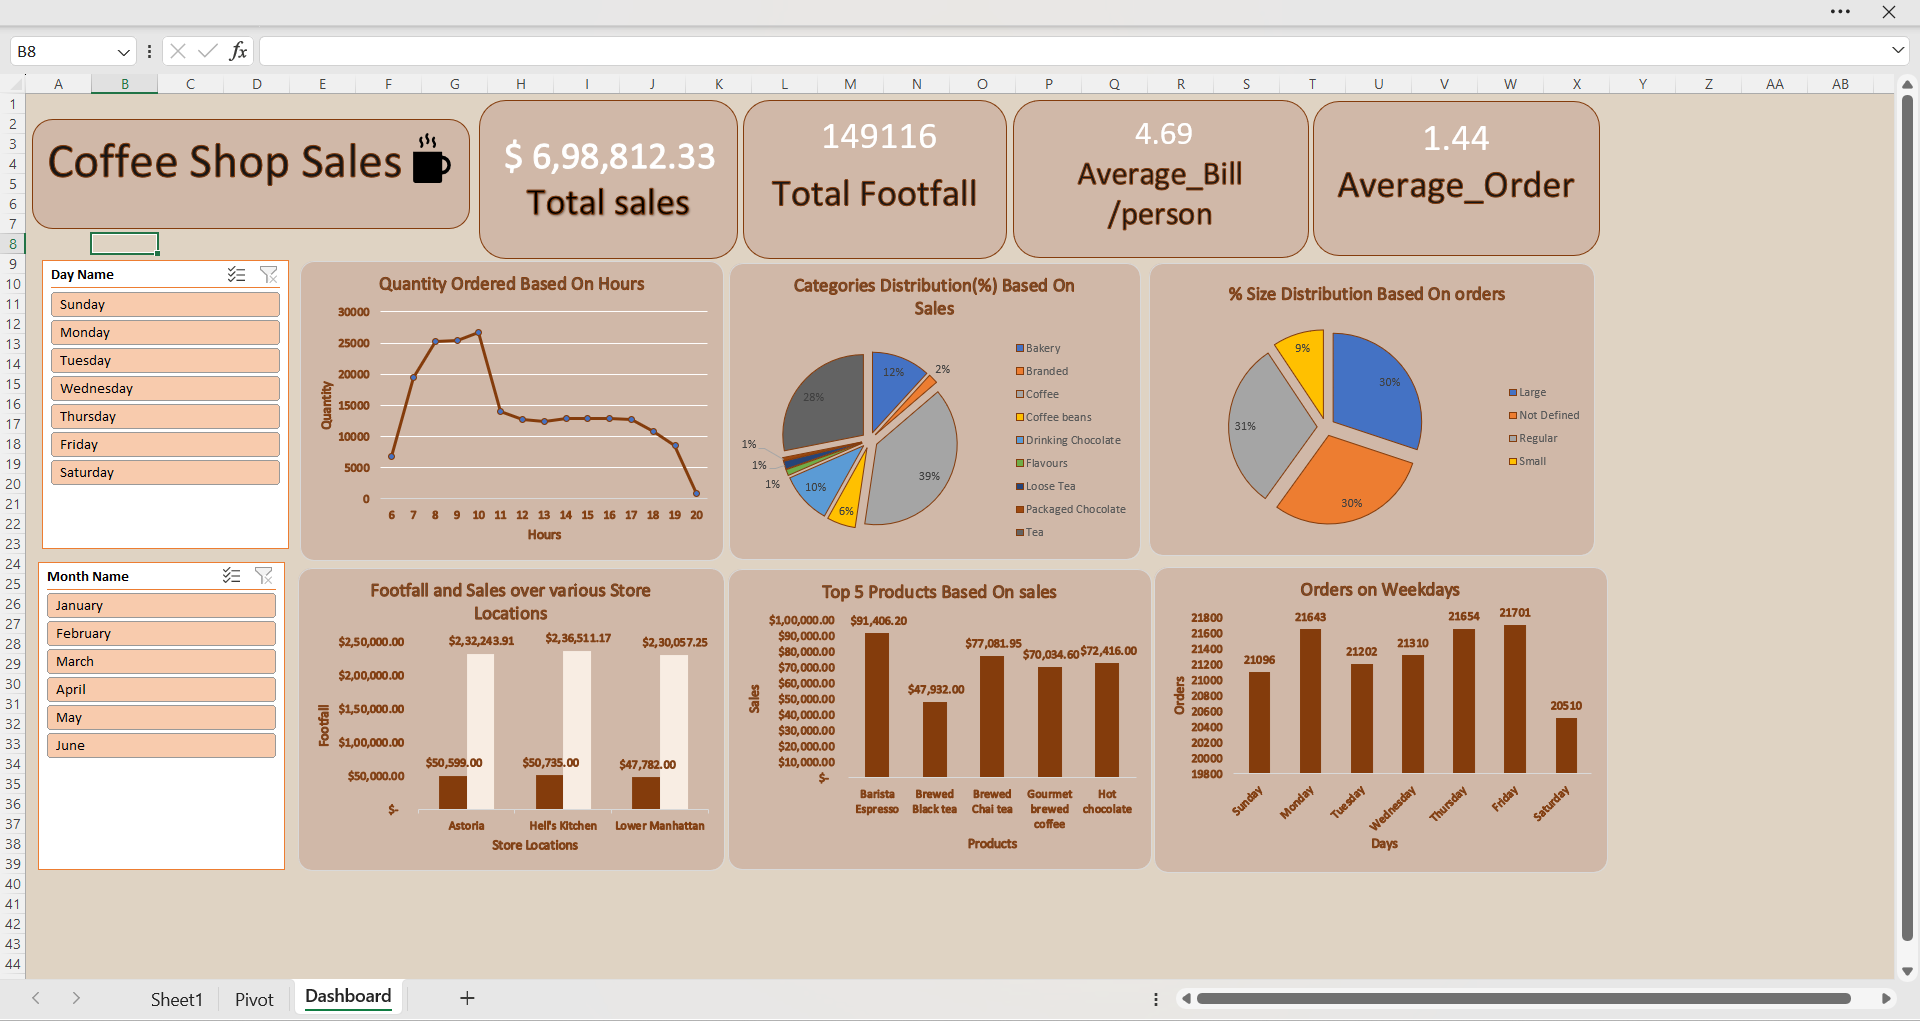 B8
fx
A B C D E F G H I J K L M N O P Q R S T U V W X Y Z AA AB
1
2
3
4
5
6
7
8
9
10
11
12
13
14
15
16
17
18
19
20
21
22
23
24
25
26
27
28
29
30
31
32
33
34
35
36
37
38
39
40
41
42
43
44
Coffee Shop Sales
$ 6,98,812.33
Total sales
149116
Total Footfall
4.69
Average_Bill
/person
1.44
Average_Order
Day Name
Sunday
Monday
Tuesday
Wednesday
Thursday
Friday
Saturday
Quantity Ordered Based On Hours
Quantity
30000
25000
20000
15000
10000
5000
0
6 7 8 9 10 11 12 13 14 15 16 17 18 19 20
Hours
Categories Distribution(%) Based On
Sales
12%
2%
39%
6%
10%
1%
1%
1%
28%
Bakery
Branded
Coffee
Coffee beans
Drinking Chocolate
Flavours
Loose Tea
Packaged Chocolate
Tea
% Size Distribution Based On orders
9%
30%
31%
30%
Large
Not Defined
Regular
Small
Month Name
January
February
March
April
May
June
Footfall and Sales over various Store
Locations
Footfall
$2,50,000.00
$2,00,000.00
$1,50,000.00
$1,00,000.00
$50,000.00
$-
$2,32,243.91 $2,36,511.17 $2,30,057.25
$50,599.00 $50,735.00 $47,782.00
Astoria Hell's Kitchen Lower Manhattan
Store Locations
Top 5 Products Based On sales
Sales
$1,00,000.00
$90,000.00
$80,000.00
$70,000.00
$60,000.00
$50,000.00
$40,000.00
$30,000.00
$20,000.00
$10,000.00
$-
$91,406.20
$47,932.00
$77,081.95
$70,034.60
$72,416.00
Barista Espresso
Brewed Black tea
Brewed Chai tea
Gourmet brewed coffee
Hot chocolate
Products
Orders on Weekdays
Orders
21800
21600
21400
21200
21000
20800
20600
20400
20200
20000
19800
21096
21643
21202
21310
21654
21701
20510
Sunday
Monday
Tuesday
Wednesday
Thursday
Friday
Saturday
Days
Sheet1 Pivot Dashboard